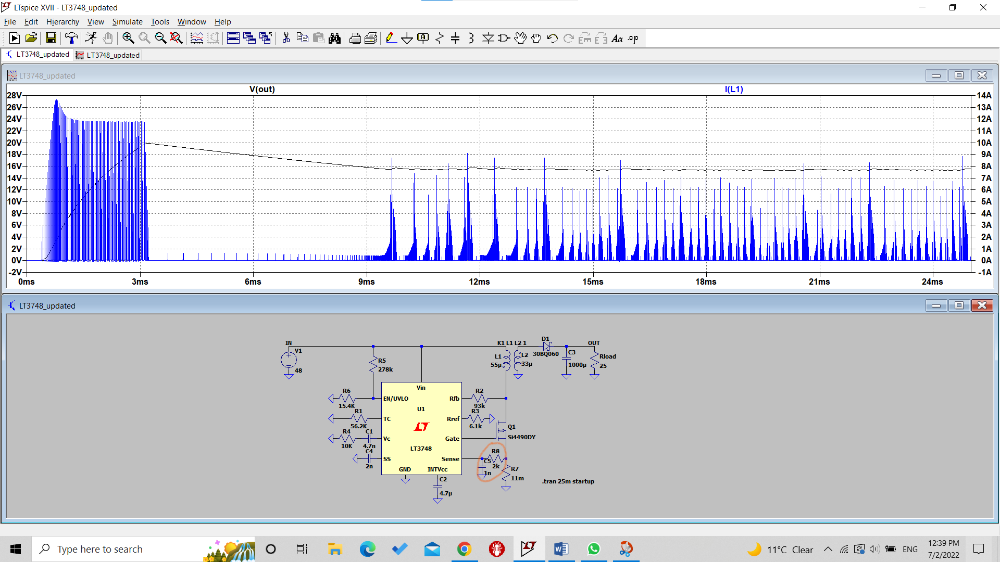 LTspice XVII - LT3748_updated
File Edit Hierarchy View Simulate Tools Window Help
LT3748_updated LT3748_updated
LT3748_updated
V(out) I(L1)
28V 14A
26V 13A
24V 12A
22V 11A
20V 10A
18V 9A
16V 8A
14V 7A
12V 6A
10V 5A
8V 4A
6V 3A
4V 2A
2V 1A
0V 0A
-2V -1A
0ms 3ms 6ms 9ms 12ms 15ms 18ms 21ms 24ms
LT3748_updated
IN
V1
48
R5
278k
K1 L1 L2 1
L1
55µ
L2
33µ
D1
30BQ060
OUT
C3
1000µ
Rload
25
Vin
R6
15.4K
EN/UVLO
Rfb
R2
93k
U1
R1
56.2K
TC
Rref
R3
6.1k
Q1
Si4490DY
R4
10K
C1
4.7n
Vc
Gate
LT3748
C4
2n
SS
Sense
R8
2k
C5
1n
R7
11m
GND INTVcc
C2
4.7µ
.tran 25m startup
Type here to search
11°C Clear
ENG
12:39 PM
7/2/2022